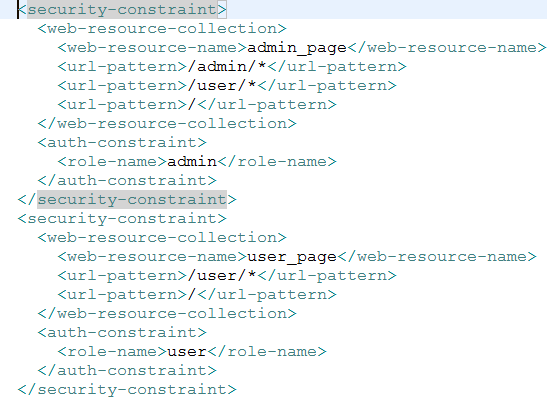 <security-constraint>
<web-resource-collection>
<web-resource-name>admin_page</web-resource-name>
<url-pattern>/admin/*</url-pattern>
<url-pattern>/user/*</url-pattern>
<url-pattern>/</url-pattern>
</web-resource-collection>
<auth-constraint>
<role-name>admin</role-name>
</auth-constraint>
</security-constraint>
<security-constraint>
<web-resource-collection>
<web-resource-name>user_page</web-resource-name>
<url-pattern>/user/*</url-pattern>
<url-pattern>/</url-pattern>
</web-resource-collection>
<auth-constraint>
<role-name>user</role-name>
</auth-constraint>
</security-constraint>